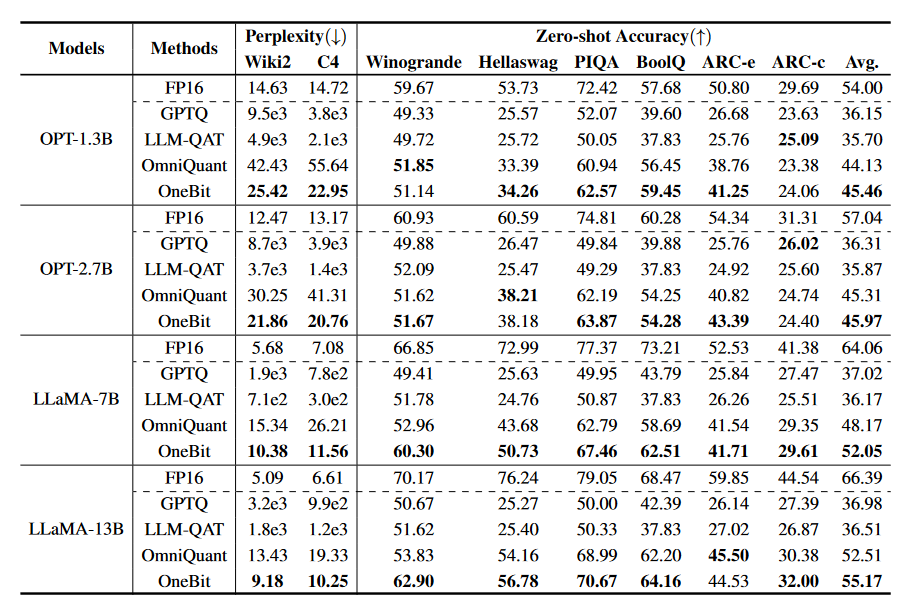 Models Methods Perplexity(↓) Zero-shot Accuracy(↑)
Wiki2 C4 Winogrande Hellaswag PIQA BoolQ ARC-e ARC-c Avg.
FP16 14.63 14.72 59.67 53.73 72.42 57.68 50.80 29.69 54.00
GPTQ 9.5e3 3.8e3 49.33 25.57 52.07 39.60 26.68 23.63 36.15
OPT-1.3B LLM-QAT 4.9e3 2.1e3 49.72 25.72 50.05 37.83 25.76 25.09 35.70
OmniQuant 42.43 55.64 51.85 33.39 60.94 56.45 38.76 23.38 44.13
OneBit 25.42 22.95 51.14 34.26 62.57 59.45 41.25 24.06 45.46
FP16 12.47 13.17 60.93 60.59 74.81 60.28 54.34 31.31 57.04
GPTQ 8.7e3 3.9e3 49.88 26.47 49.84 39.88 25.76 26.02 36.31
OPT-2.7B LLM-QAT 3.7e3 1.4e3 52.09 25.47 49.29 37.83 24.92 25.60 35.87
OmniQuant 30.25 41.31 51.62 38.21 62.19 54.25 40.82 24.74 45.31
OneBit 21.86 20.76 51.67 38.18 63.87 54.28 43.39 24.40 45.97
FP16 5.68 7.08 66.85 72.99 77.37 73.21 52.53 41.38 64.06
GPTQ 1.9e3 7.8e2 49.41 25.63 49.95 43.79 25.84 27.47 37.02
LLaMA-7B LLM-QAT 7.1e2 3.0e2 51.78 24.76 50.87 37.83 26.26 25.51 36.17
OmniQuant 15.34 26.21 52.96 43.68 62.79 58.69 41.54 29.35 48.17
OneBit 10.38 11.56 60.30 50.73 67.46 62.51 41.71 29.61 52.05
FP16 5.09 6.61 70.17 76.24 79.05 68.47 59.85 44.54 66.39
GPTQ 3.2e3 9.9e2 50.67 25.27 50.00 42.39 26.14 27.39 36.98
LLaMA-13B LLM-QAT 1.8e3 1.2e3 51.62 25.40 50.33 37.83 27.02 26.87 36.51
OmniQuant 13.43 19.33 53.83 54.16 68.99 62.20 45.50 30.38 52.51
OneBit 9.18 10.25 62.90 56.78 70.67 64.16 44.53 32.00 55.17